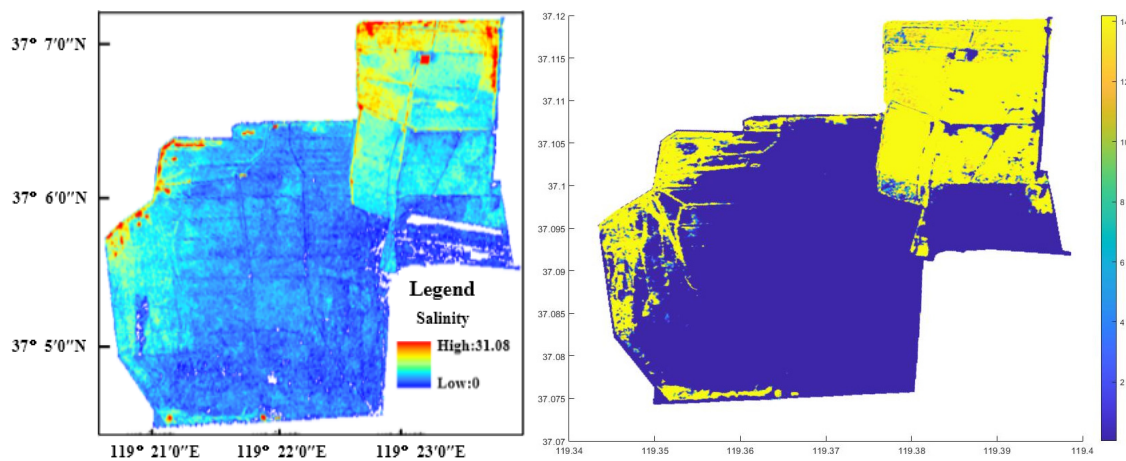 37° 7'0"N
37° 6'0"N
37° 5'0"N
Legend
Salinity
High:31.08
Low:0
119° 21'0"E
119° 22'0"E
119° 23'0"E
37.12
37.115
37.11
37.105
37.1
37.095
37.09
37.085
37.08
37.075
37.07
119.34
119.35
119.36
119.37
119.38
119.39
119.4
14
12
10
8
6
4
2